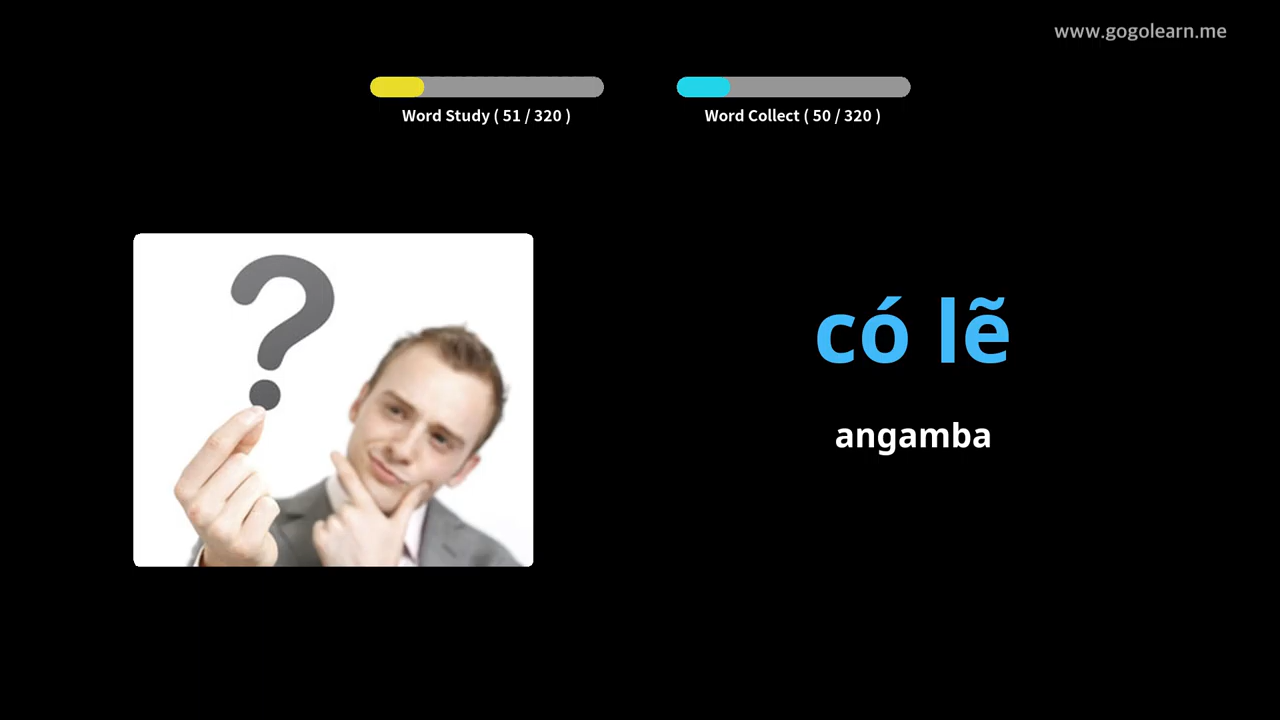 www.gogolearn.me
Word Study ( 51 / 320 )
Word Collect ( 50 / 320 )
?
có lẽ
angamba